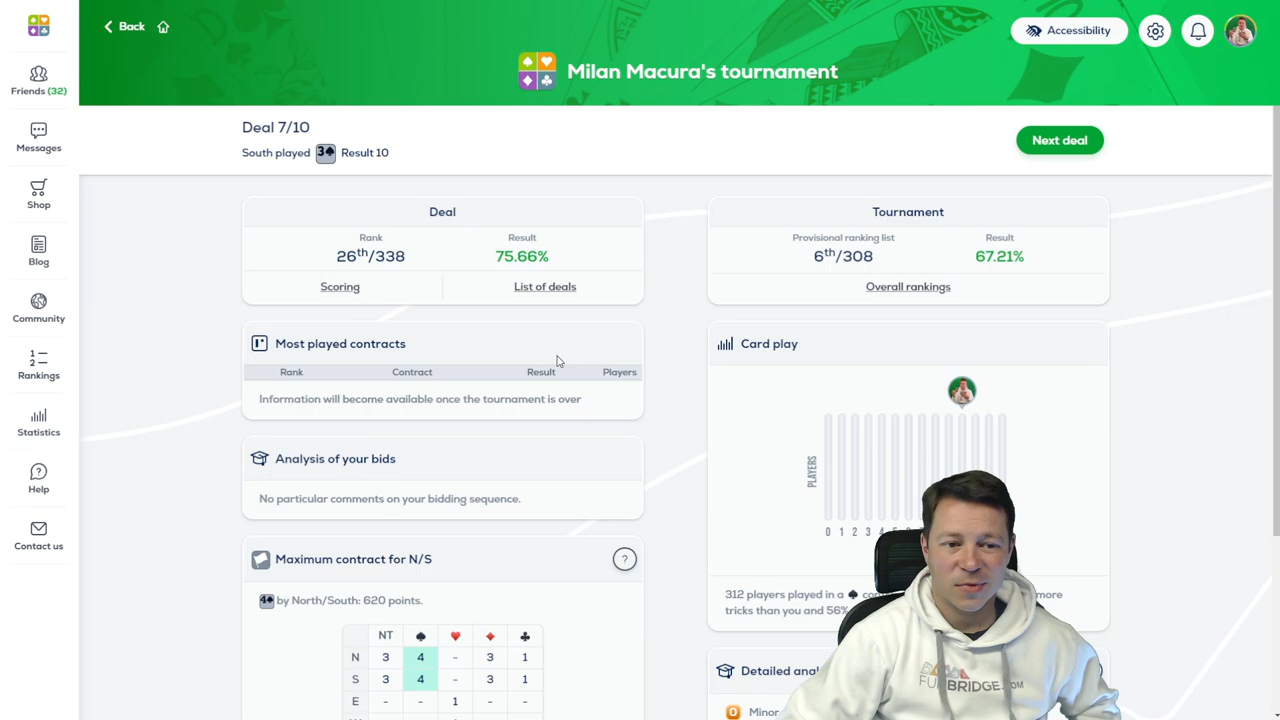 Back
Accessibility
Milan Macura's tournament
Friends (32)
Messages
Shop
Blog
Community
Rankings
Statistics
Help
Contact us
Deal 7/10
South played 3♠ Result 10
Next deal
Deal
Rank Result
26th/338 75.66%
Scoring List of deals
Tournament
Provisional ranking list Result
6th/308 67.21%
Overall rankings
Most played contracts
Rank Contract Result Players
Information will become available once the tournament is over
Analysis of your bids
No particular comments on your bidding sequence.
Maximum contract for N/S ?
4♠ by North/South: 620 points.
NT ♠ ♥ ♦ ♣
N 3 4 - 3 1
S 3 4 - 3 1
E - - 1 - -
Card play
PLAYERS
0 1 2 3 4
312 players played in a ♠ more
tricks than you and 56%
Detailed
Minor
FUNBRIDGE.COM